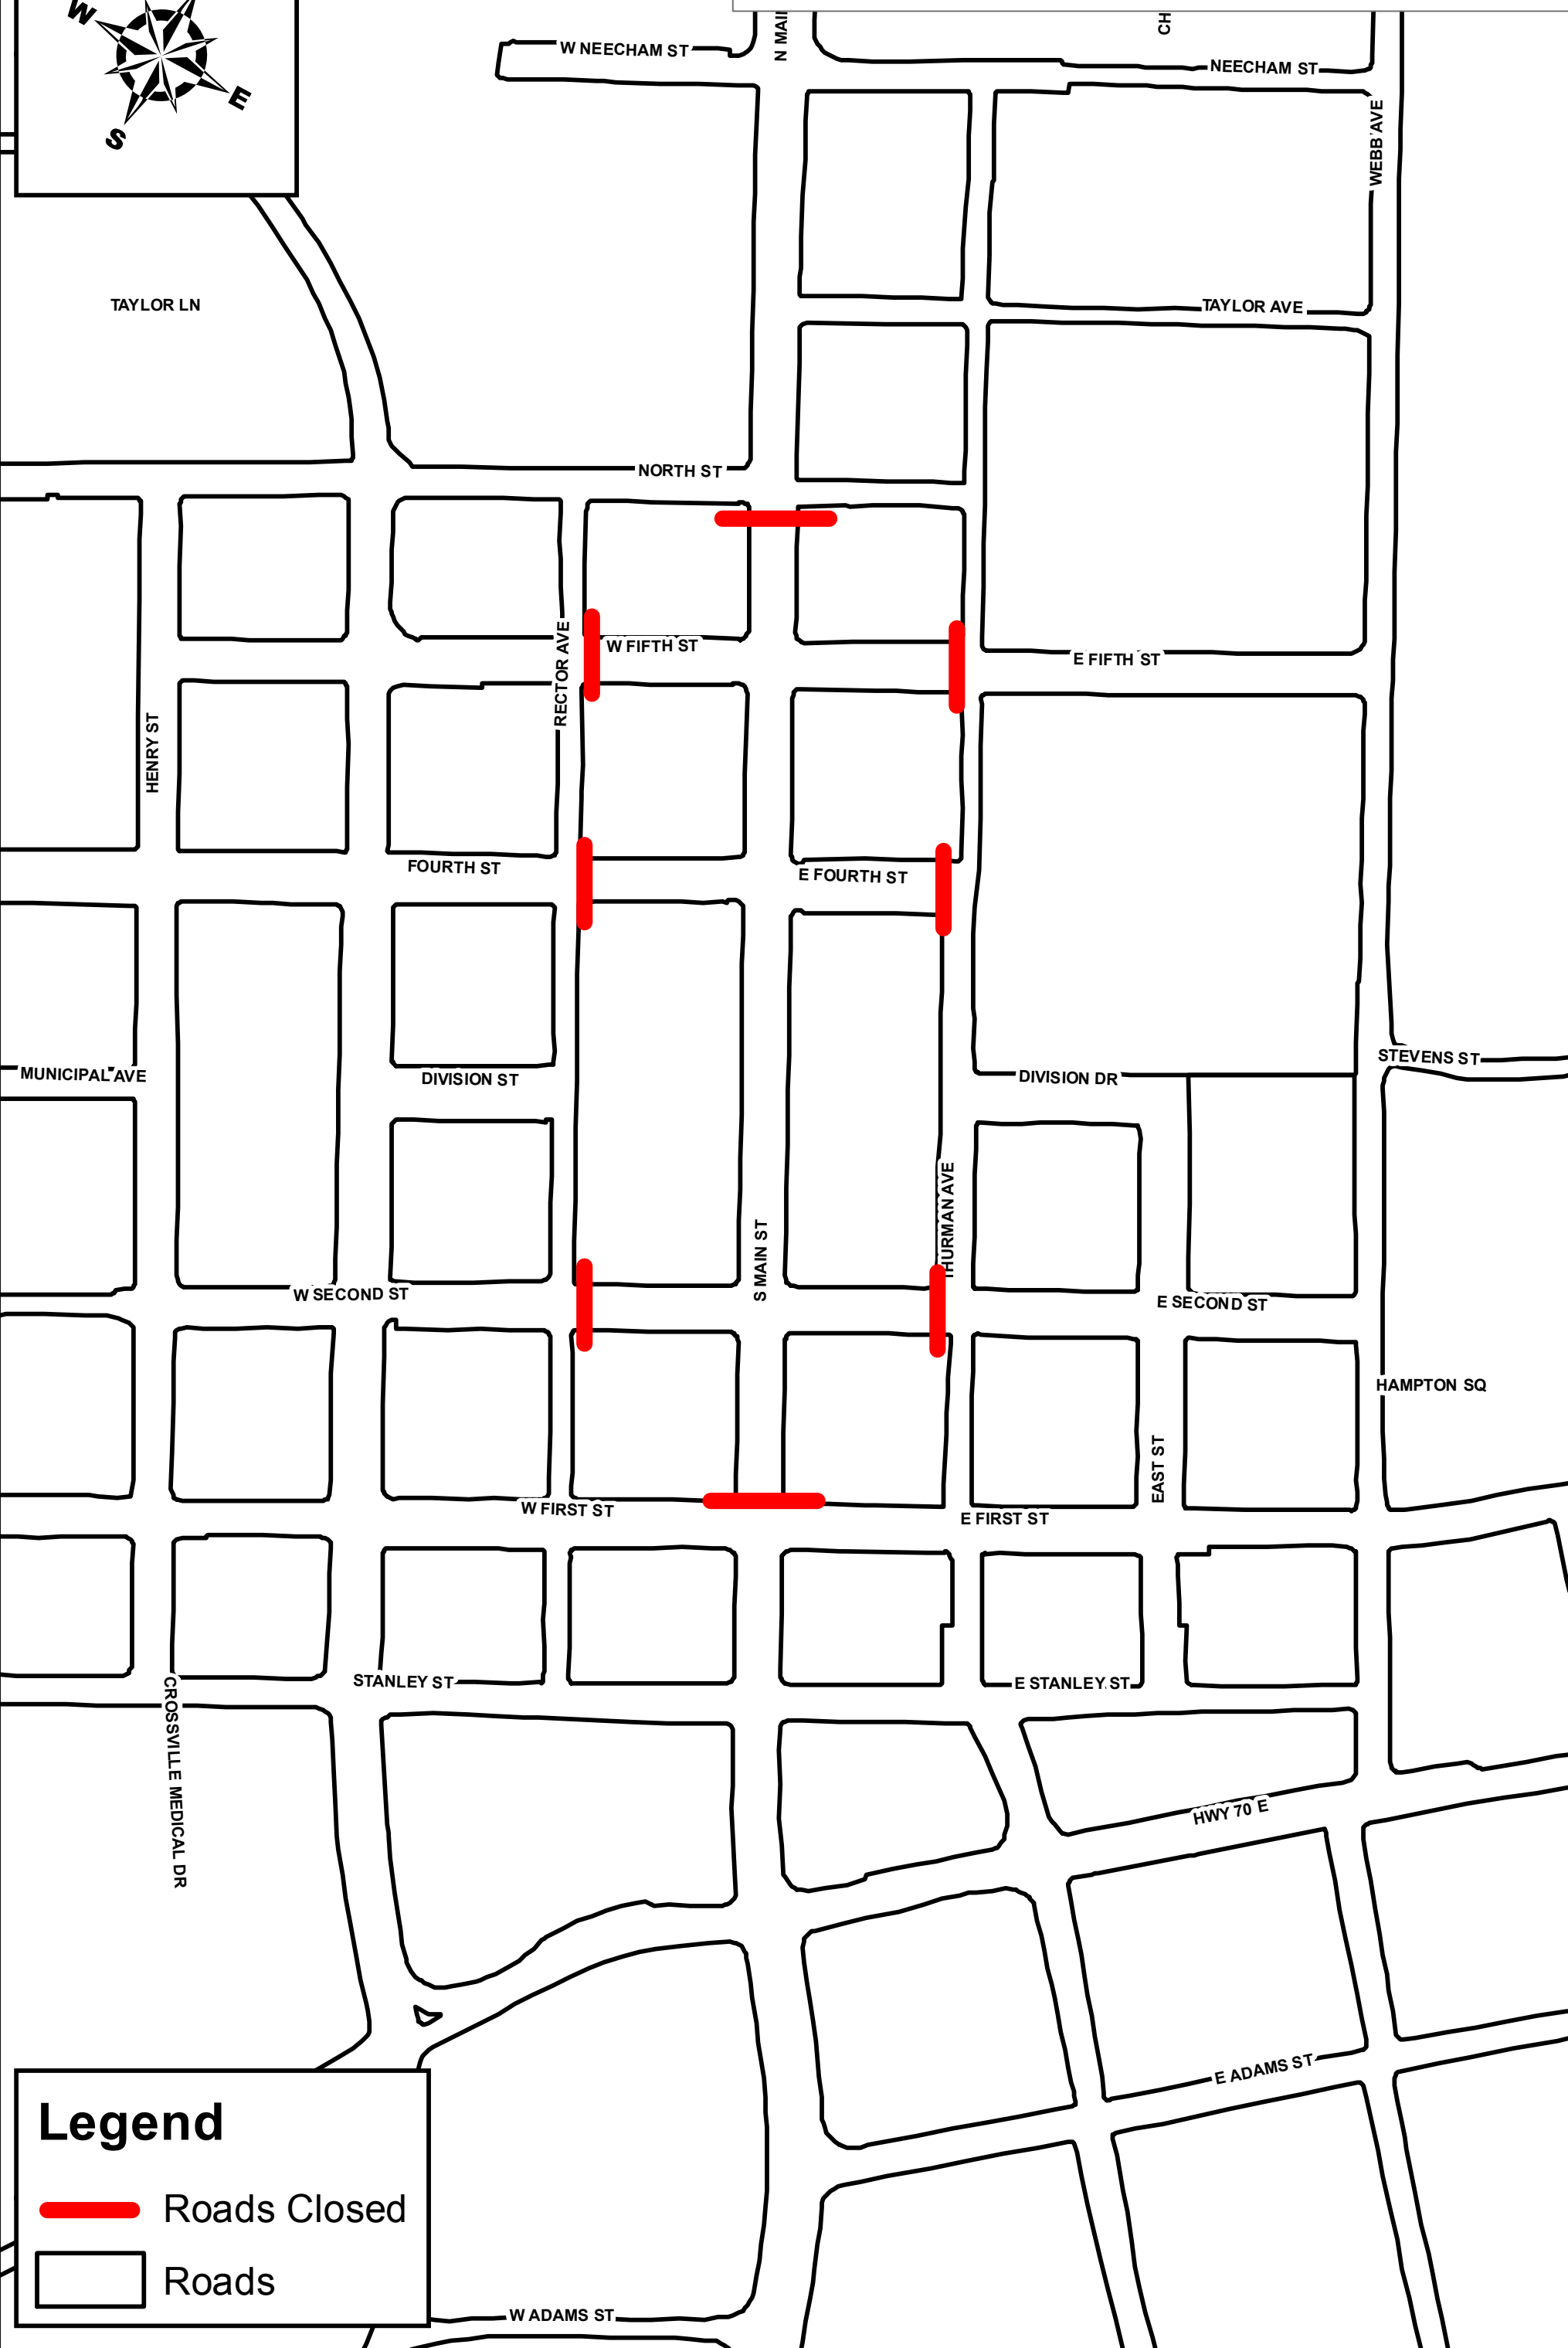 W
E
S
W NEECHAM ST
N MAI
CH
NEECHAM ST
WEBB AVE
TAYLOR LN
TAYLOR AVE
NORTH ST
RECTOR AVE
W FIFTH ST
E FIFTH ST
HENRY ST
FOURTH ST
E FOURTH ST
MUNICIPAL AVE
DIVISION ST
DIVISION DR
STEVENS ST
THURMAN AVE
S MAIN ST
W SECOND ST
E SECOND ST
HAMPTON SQ
EAST ST
W FIRST ST
E FIRST ST
STANLEY ST
E STANLEY ST
CROSSVILLE MEDICAL DR
HWY 70 E
E ADAMS ST
Legend
Roads Closed
Roads
W ADAMS ST